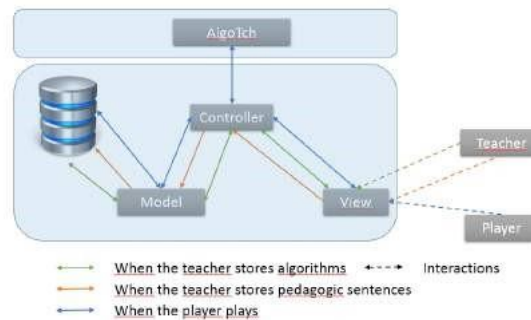 AlgoTch
Controller
Model
View
Teacher
Player
When the teacher stores algorithms
Interactions
When the teacher stores pedagogic sentences
When the player plays